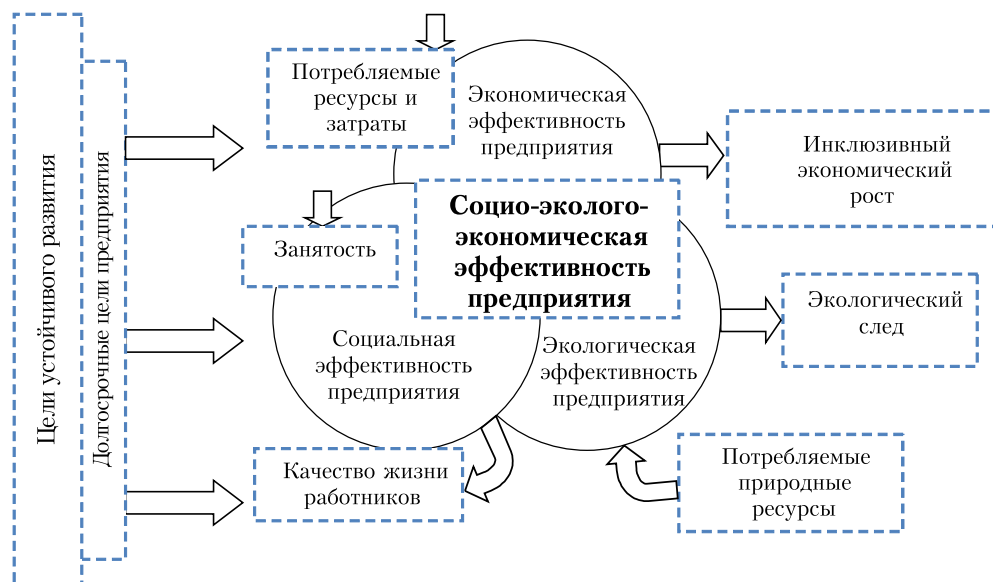 Цели устойчивого развития
Долгосрочные цели предприятия
Потребляемые
ресурсы и
затраты
Экономическая
эффективность
предприятия
Инклюзивный
экономический
рост
Социо-эколого-
экономическая
эффективность
предприятия
Занятость
Экологический
след
Социальная
эффективность
предприятия
Экологическая
эффективность
предприятия
Качество жизни
работников
Потребляемые
природные
ресурсы